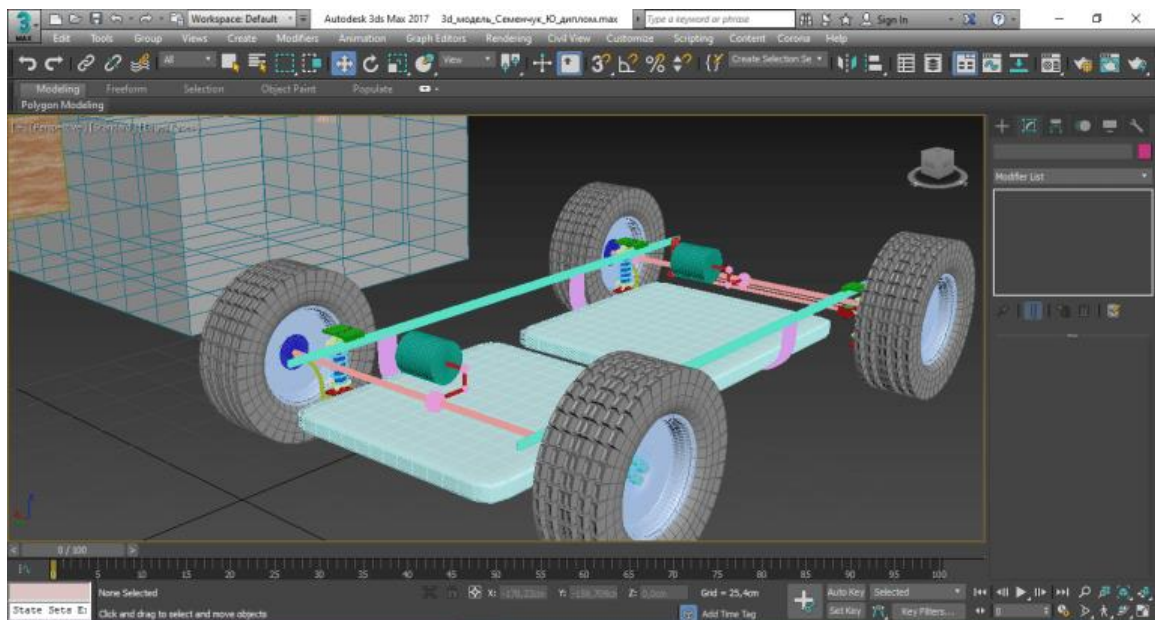 Workspace: Default
Autodesk 3ds Max 2017
3d_модель_Семенчук_Ю_диплом.max
Type a keyword or phrase
Sign In
3
MAX
Edit Tools Group Views Create Modifiers Animation Graph Editors Rendering Civil View Customize Scripting Content Corona Help
All
View
Create Selection Se
Modeling Freeform Selection Object Paint Populate
Polygon Modeling
Modifier List
0 / 100
5 10 15 20 25 30 35 40 45 50 55 60 65 70 75 80 85 90 95 100
None Selected
X:
Y:
Z:
Grid = 25,4cm
Auto Key
Selected
State Sets E:
Click and drag to select and move objects
Add Time Tag
Set Key
Key Filters...
0